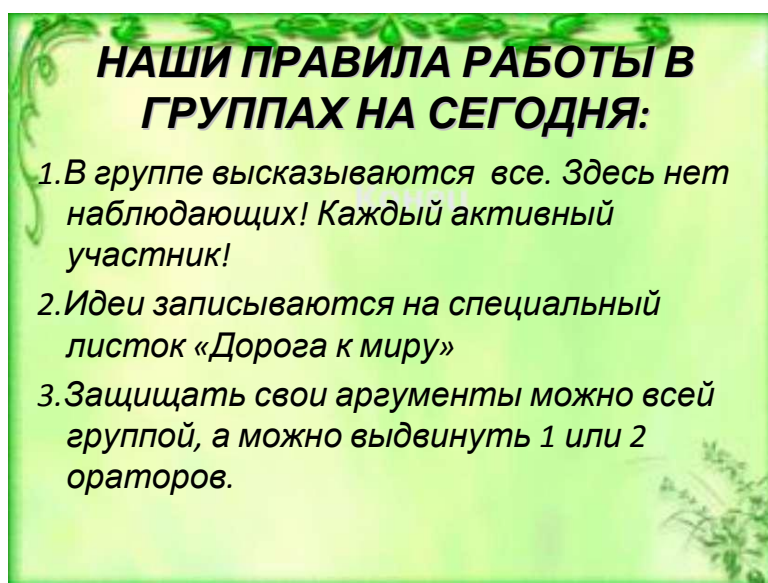 НАШИ ПРАВИЛА РАБОТЫ В
ГРУППАХ НА СЕГОДНЯ:
1.В группе высказываются все. Здесь нет
Конец
наблюдающих! Каждый активный
участник!
2.Идеи записываются на специальный
листок «Дорога к миру»
3.Защищать свои аргументы можно всей
группой, а можно выдвинуть 1 или 2
ораторов.